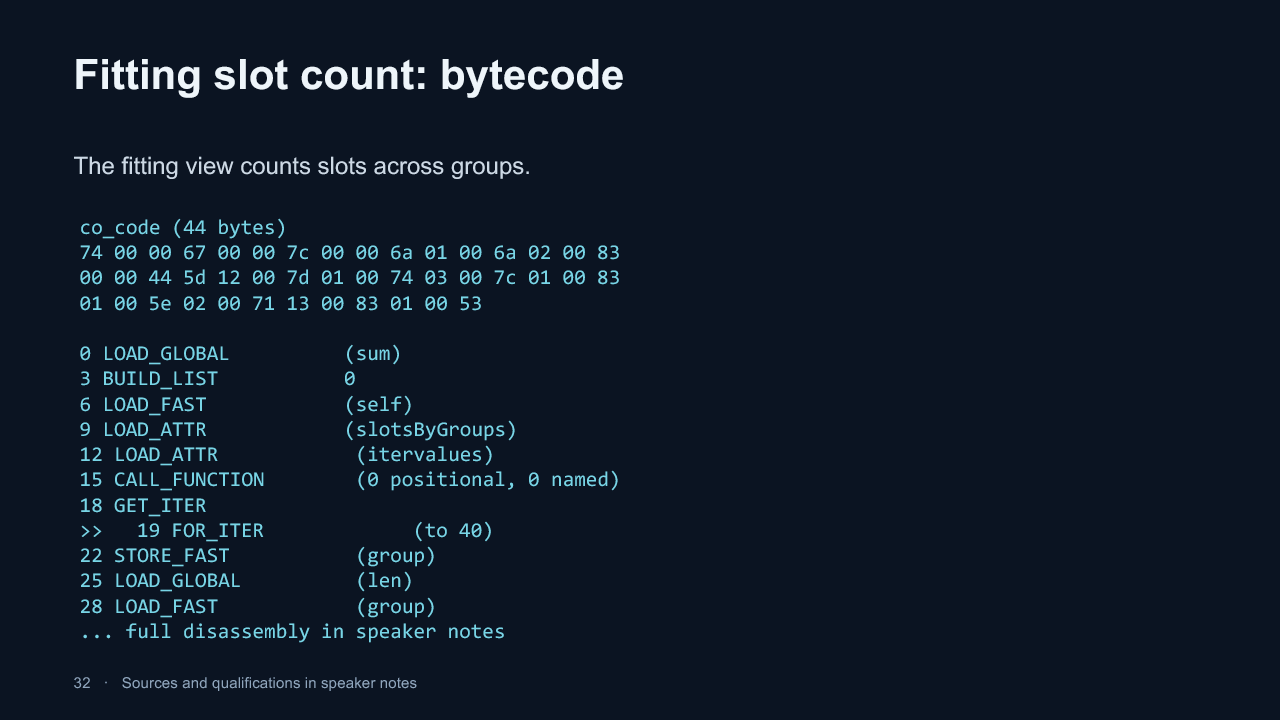 Fitting slot count: bytecode
The fitting view counts slots across groups.
co_code (44 bytes)
74 00 00 67 00 00 7c 00 00 6a 01 00 6a 02 00 83
00 00 44 5d 12 00 7d 01 00 74 03 00 7c 01 00 83
01 00 5e 02 00 71 13 00 83 01 00 53
0 LOAD_GLOBAL (sum)
3 BUILD_LIST 0
6 LOAD_FAST (self)
9 LOAD_ATTR (slotsByGroups)
12 LOAD_ATTR (itervalues)
15 CALL_FUNCTION (0 positional, 0 named)
18 GET_ITER
>> 19 FOR_ITER (to 40)
22 STORE_FAST (group)
25 LOAD_GLOBAL (len)
28 LOAD_FAST (group)
... full disassembly in speaker notes
32 · Sources and qualifications in speaker notes